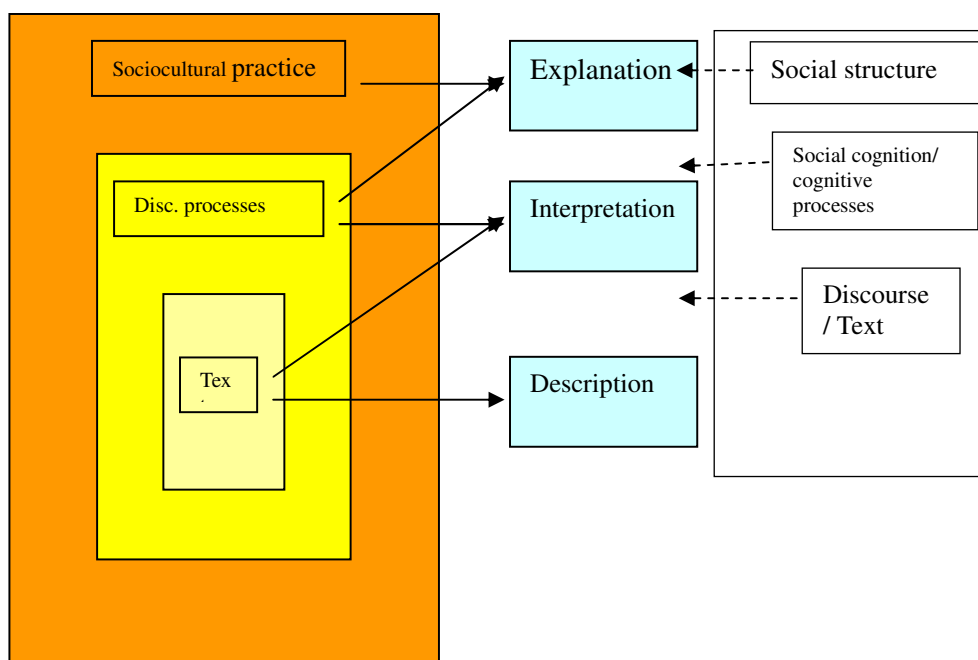 Sociocultural practice
Disc. processes
Tex
Explanation
Interpretation
Description
Social structure
Social cognition/
cognitive
processes
Discourse
/ Text